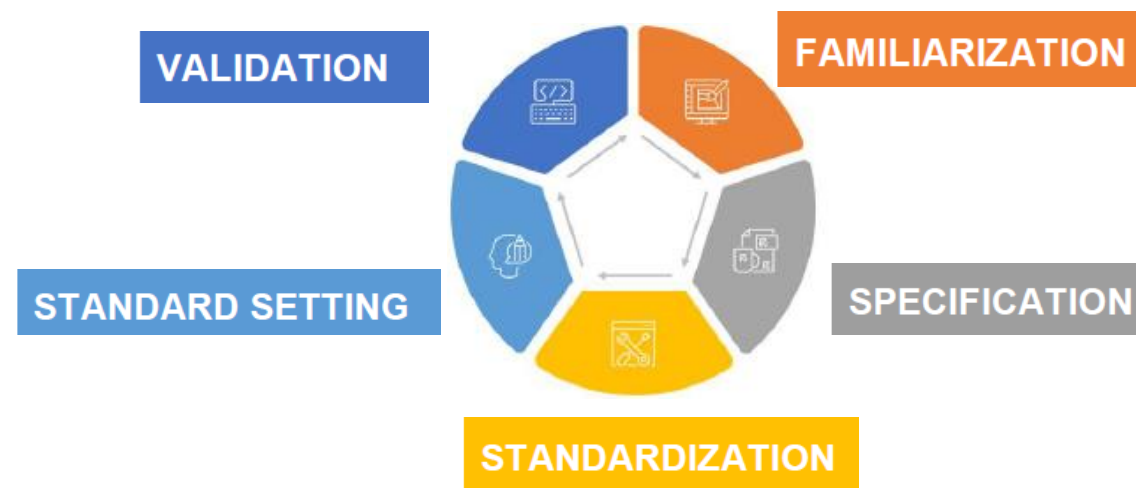 VALIDATION
FAMILIARIZATION
STANDARD SETTING
SPECIFICATION
STANDARDIZATION